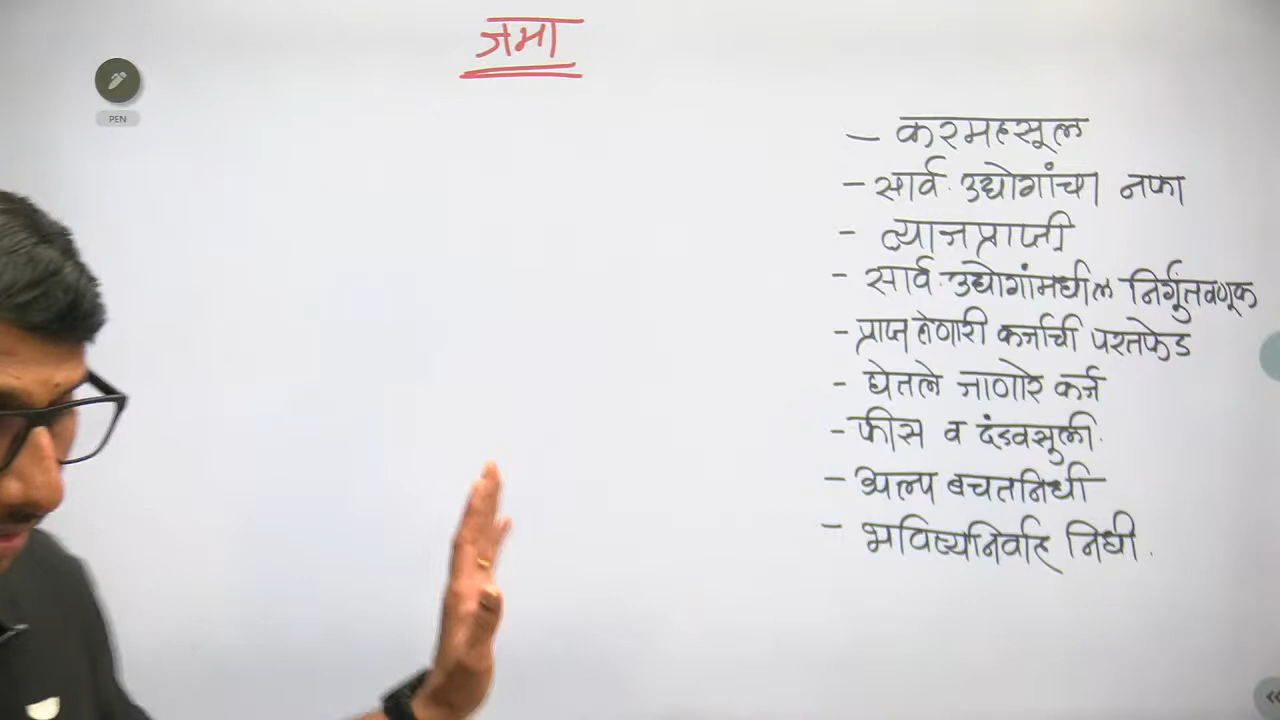 जमा
PEN
- करमहसूल
- सार्व. उद्योगांचा नफा
- व्याजप्राप्ती
- सार्व. उद्योगांमधील निर्गुंतवणूक
- प्राप्त होणारी कर्जाची परतफेड
- घेतले जाणारे कर्ज
- फीस व दंडवसुली.
- अल्प बचतनिधी
- भविष्यनिर्वाह निधी.